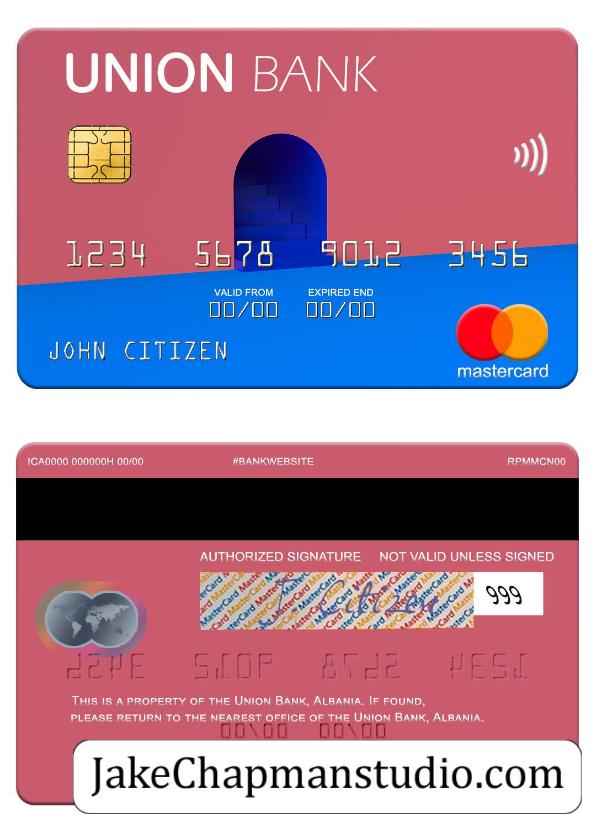 UNION BANK
1234 5678 9012 3456
VALID FROM EXPIRED END
00/00 00/00
JOHN CITIZEN
mastercard
ICA0000 000000H 00/00 #BANKWEBSITE RPMMCN00
AUTHORIZED SIGNATURE NOT VALID UNLESS SIGNED
J. Citizen 999
THIS IS A PROPERTY OF THE UNION BANK, ALBANIA. IF FOUND,
PLEASE RETURN TO THE NEAREST OFFICE OF THE UNION BANK, ALBANIA.
JakeChapmanstudio.com